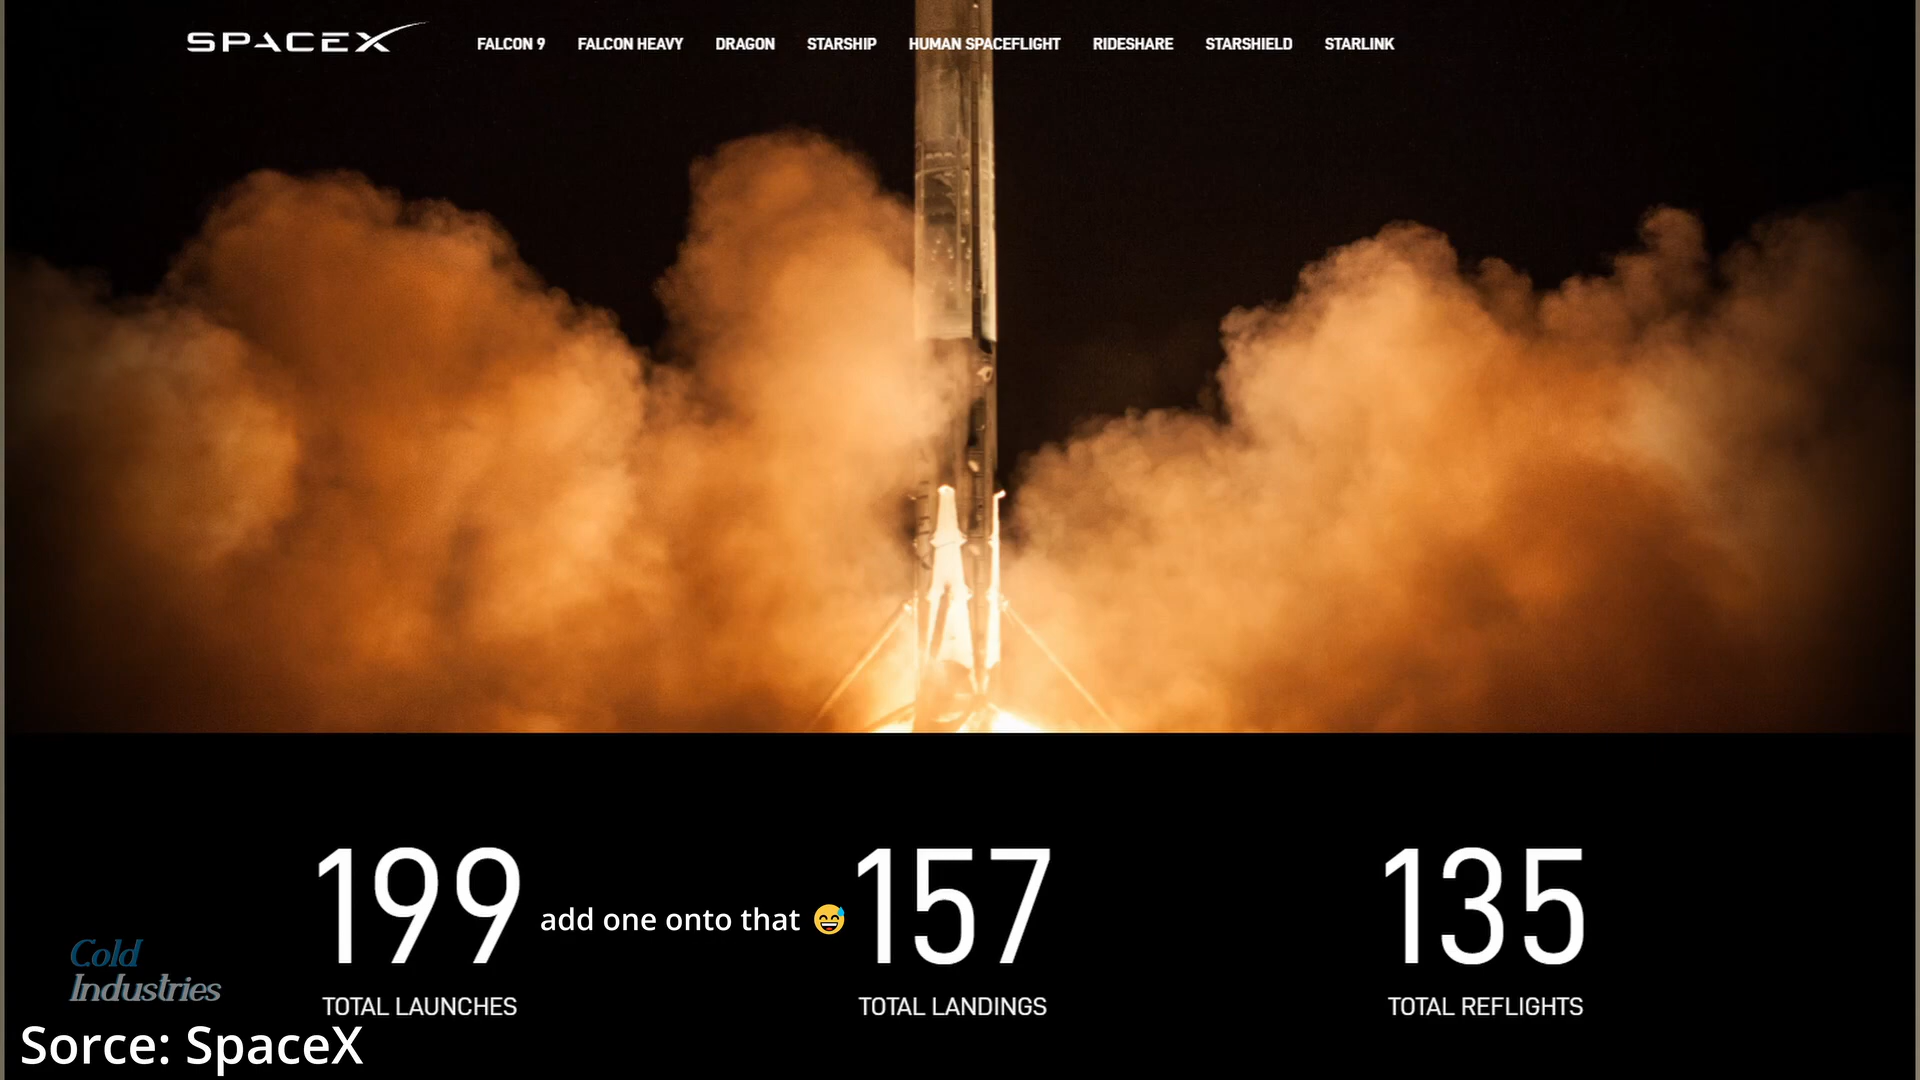 SPACEX FALCON 9 FALCON HEAVY DRAGON STARSHIP HUMAN SPACEFLIGHT RIDESHARE STARSHIELD STARLINK
199 add one onto that 😅 157 135
TOTAL LAUNCHES TOTAL LANDINGS TOTAL REFLIGHTS
Cold
Industries
Sorce: SpaceX